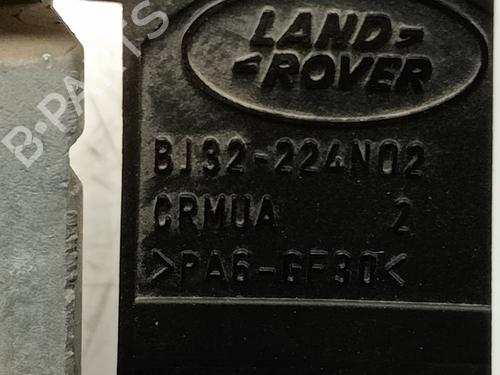 LAND
ROVER
BJ32-224N02
CRMUA 2
>PA6-GF30<
B-PARTS